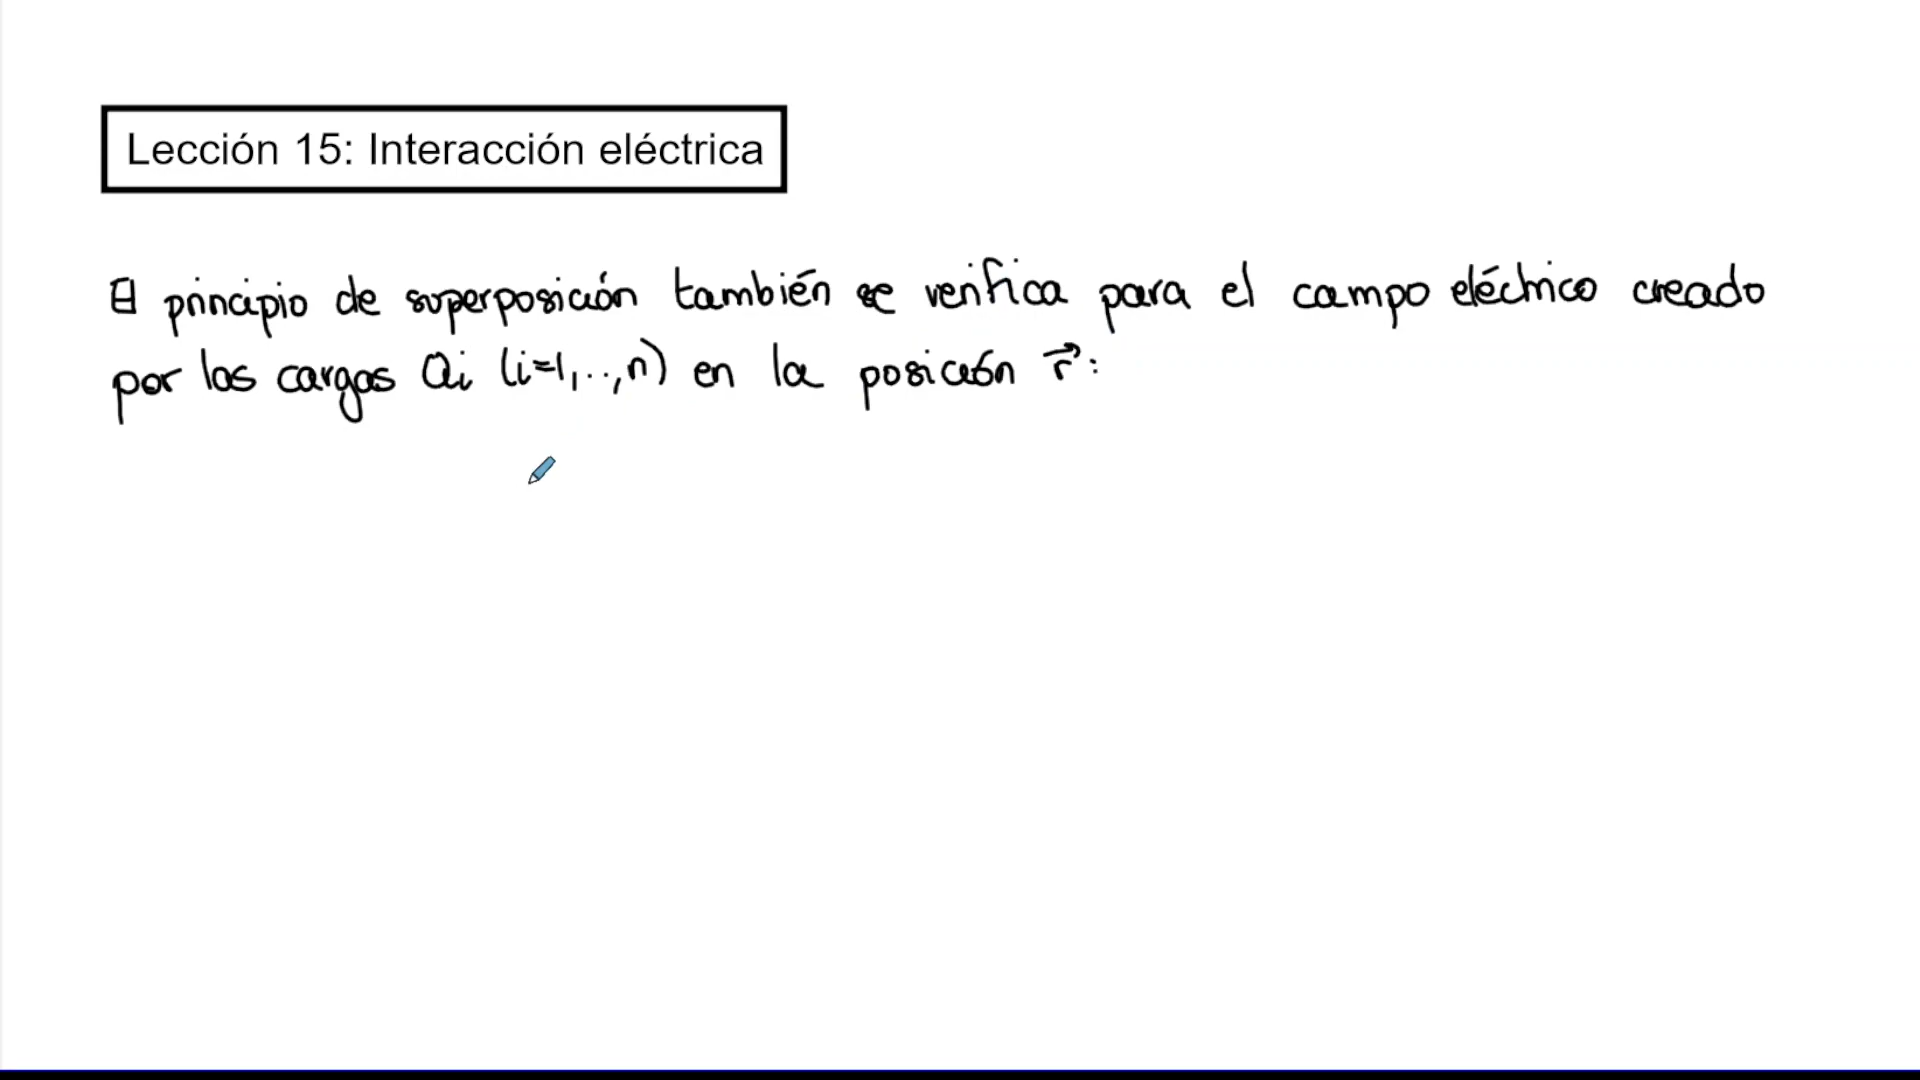 Lección 15: Interacción eléctrica
El principio de superposición también se verifica para el campo eléctrico creado
por las cargas Qi (i=1,..,n) en la posición r⃗: